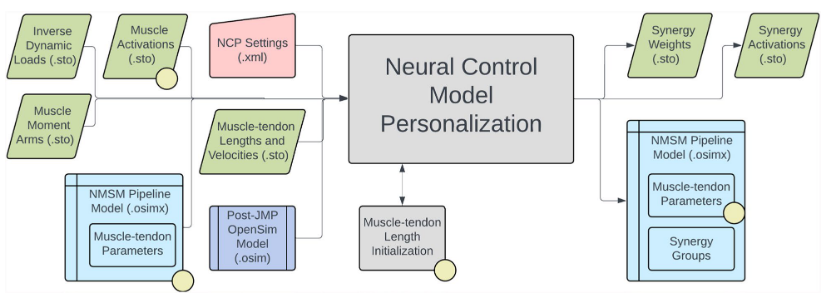 Inverse
Dynamic
Loads (.sto)
Muscle
Activations
(.sto)
NCP Settings
(.xml)
Neural Control
Model
Personalization
Synergy
Weights
(.sto)
Synergy
Activations
(.sto)
Muscle
Moment
Arms (.sto)
Muscle-tendon
Lengths and
Velocities (.sto)
NMSM Pipeline
Model (.osimx)
Muscle-tendon
Parameters
Post-JMP
OpenSim
Model
(.osim)
Muscle-tendon
Length
Initialization
NMSM Pipeline
Model (.osimx)
Muscle-tendon
Parameters
Synergy
Groups